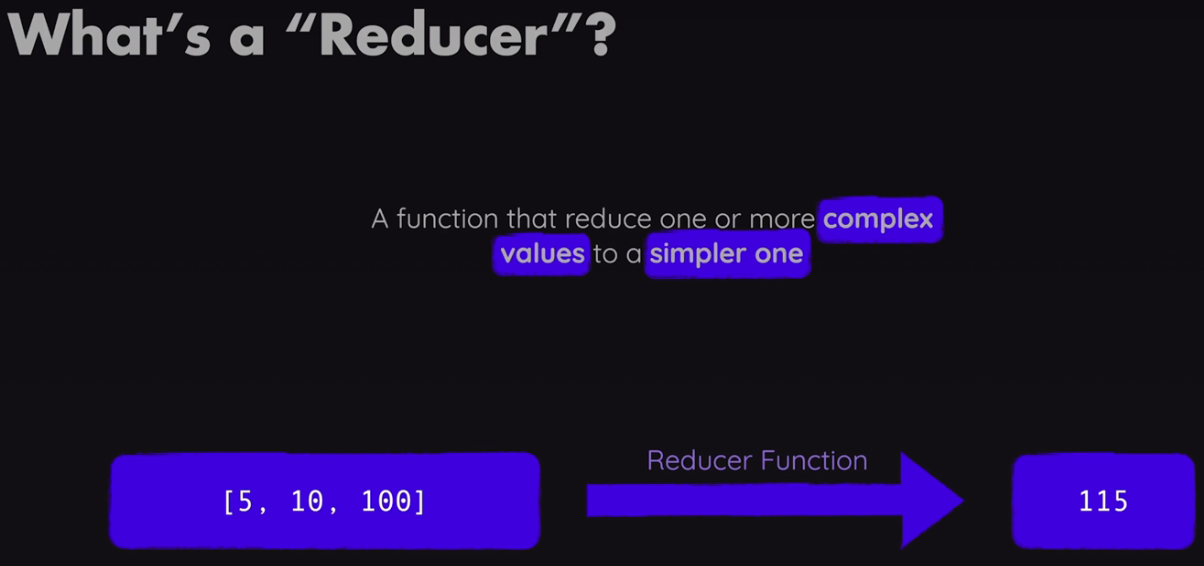 What’s a “Reducer”?
A function that reduce one or more complex
values to a simpler one
Reducer Function
[5, 10, 100]
115